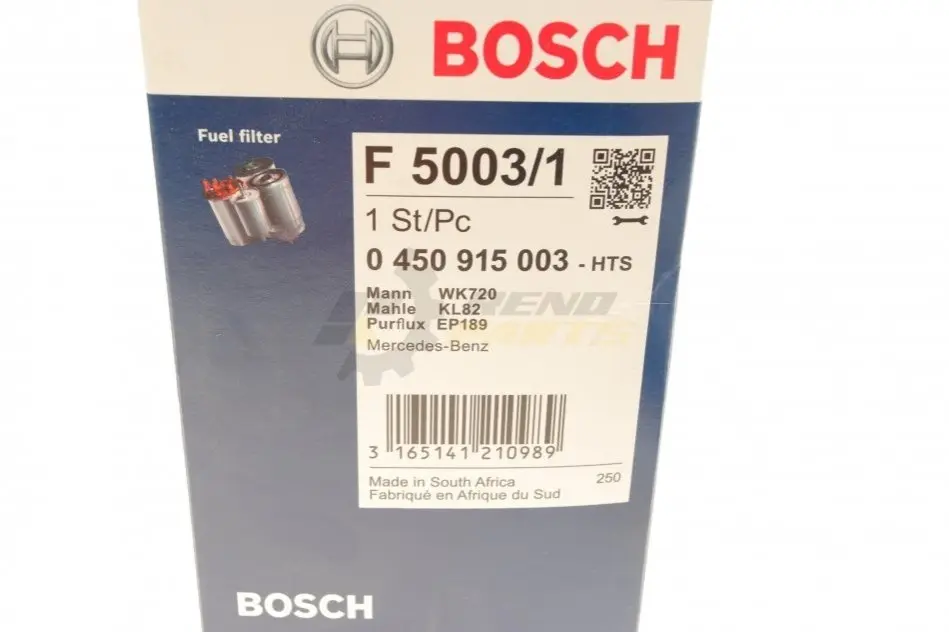 BOSCH
Fuel filter
F 5003/1
1 St/Pc
0 450 915 003 - HTS
Mann WK720
Mahle KL82
Purflux EP189
Mercedes-Benz
3 165141 210989
Made in South Africa
Fabriqué en Afrique du Sud
250
BOSCH